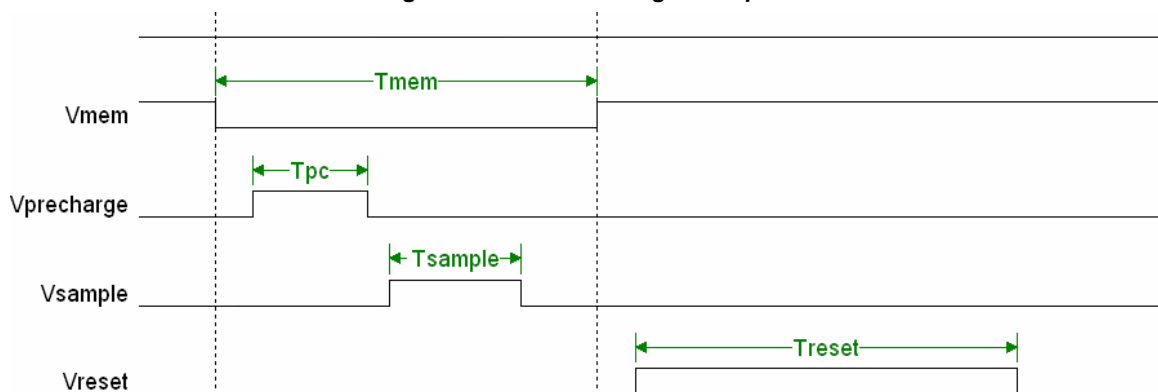 Tmem
Vmem
Tpc
Vprecharge
Tsample
Vsample
Treset
Vreset